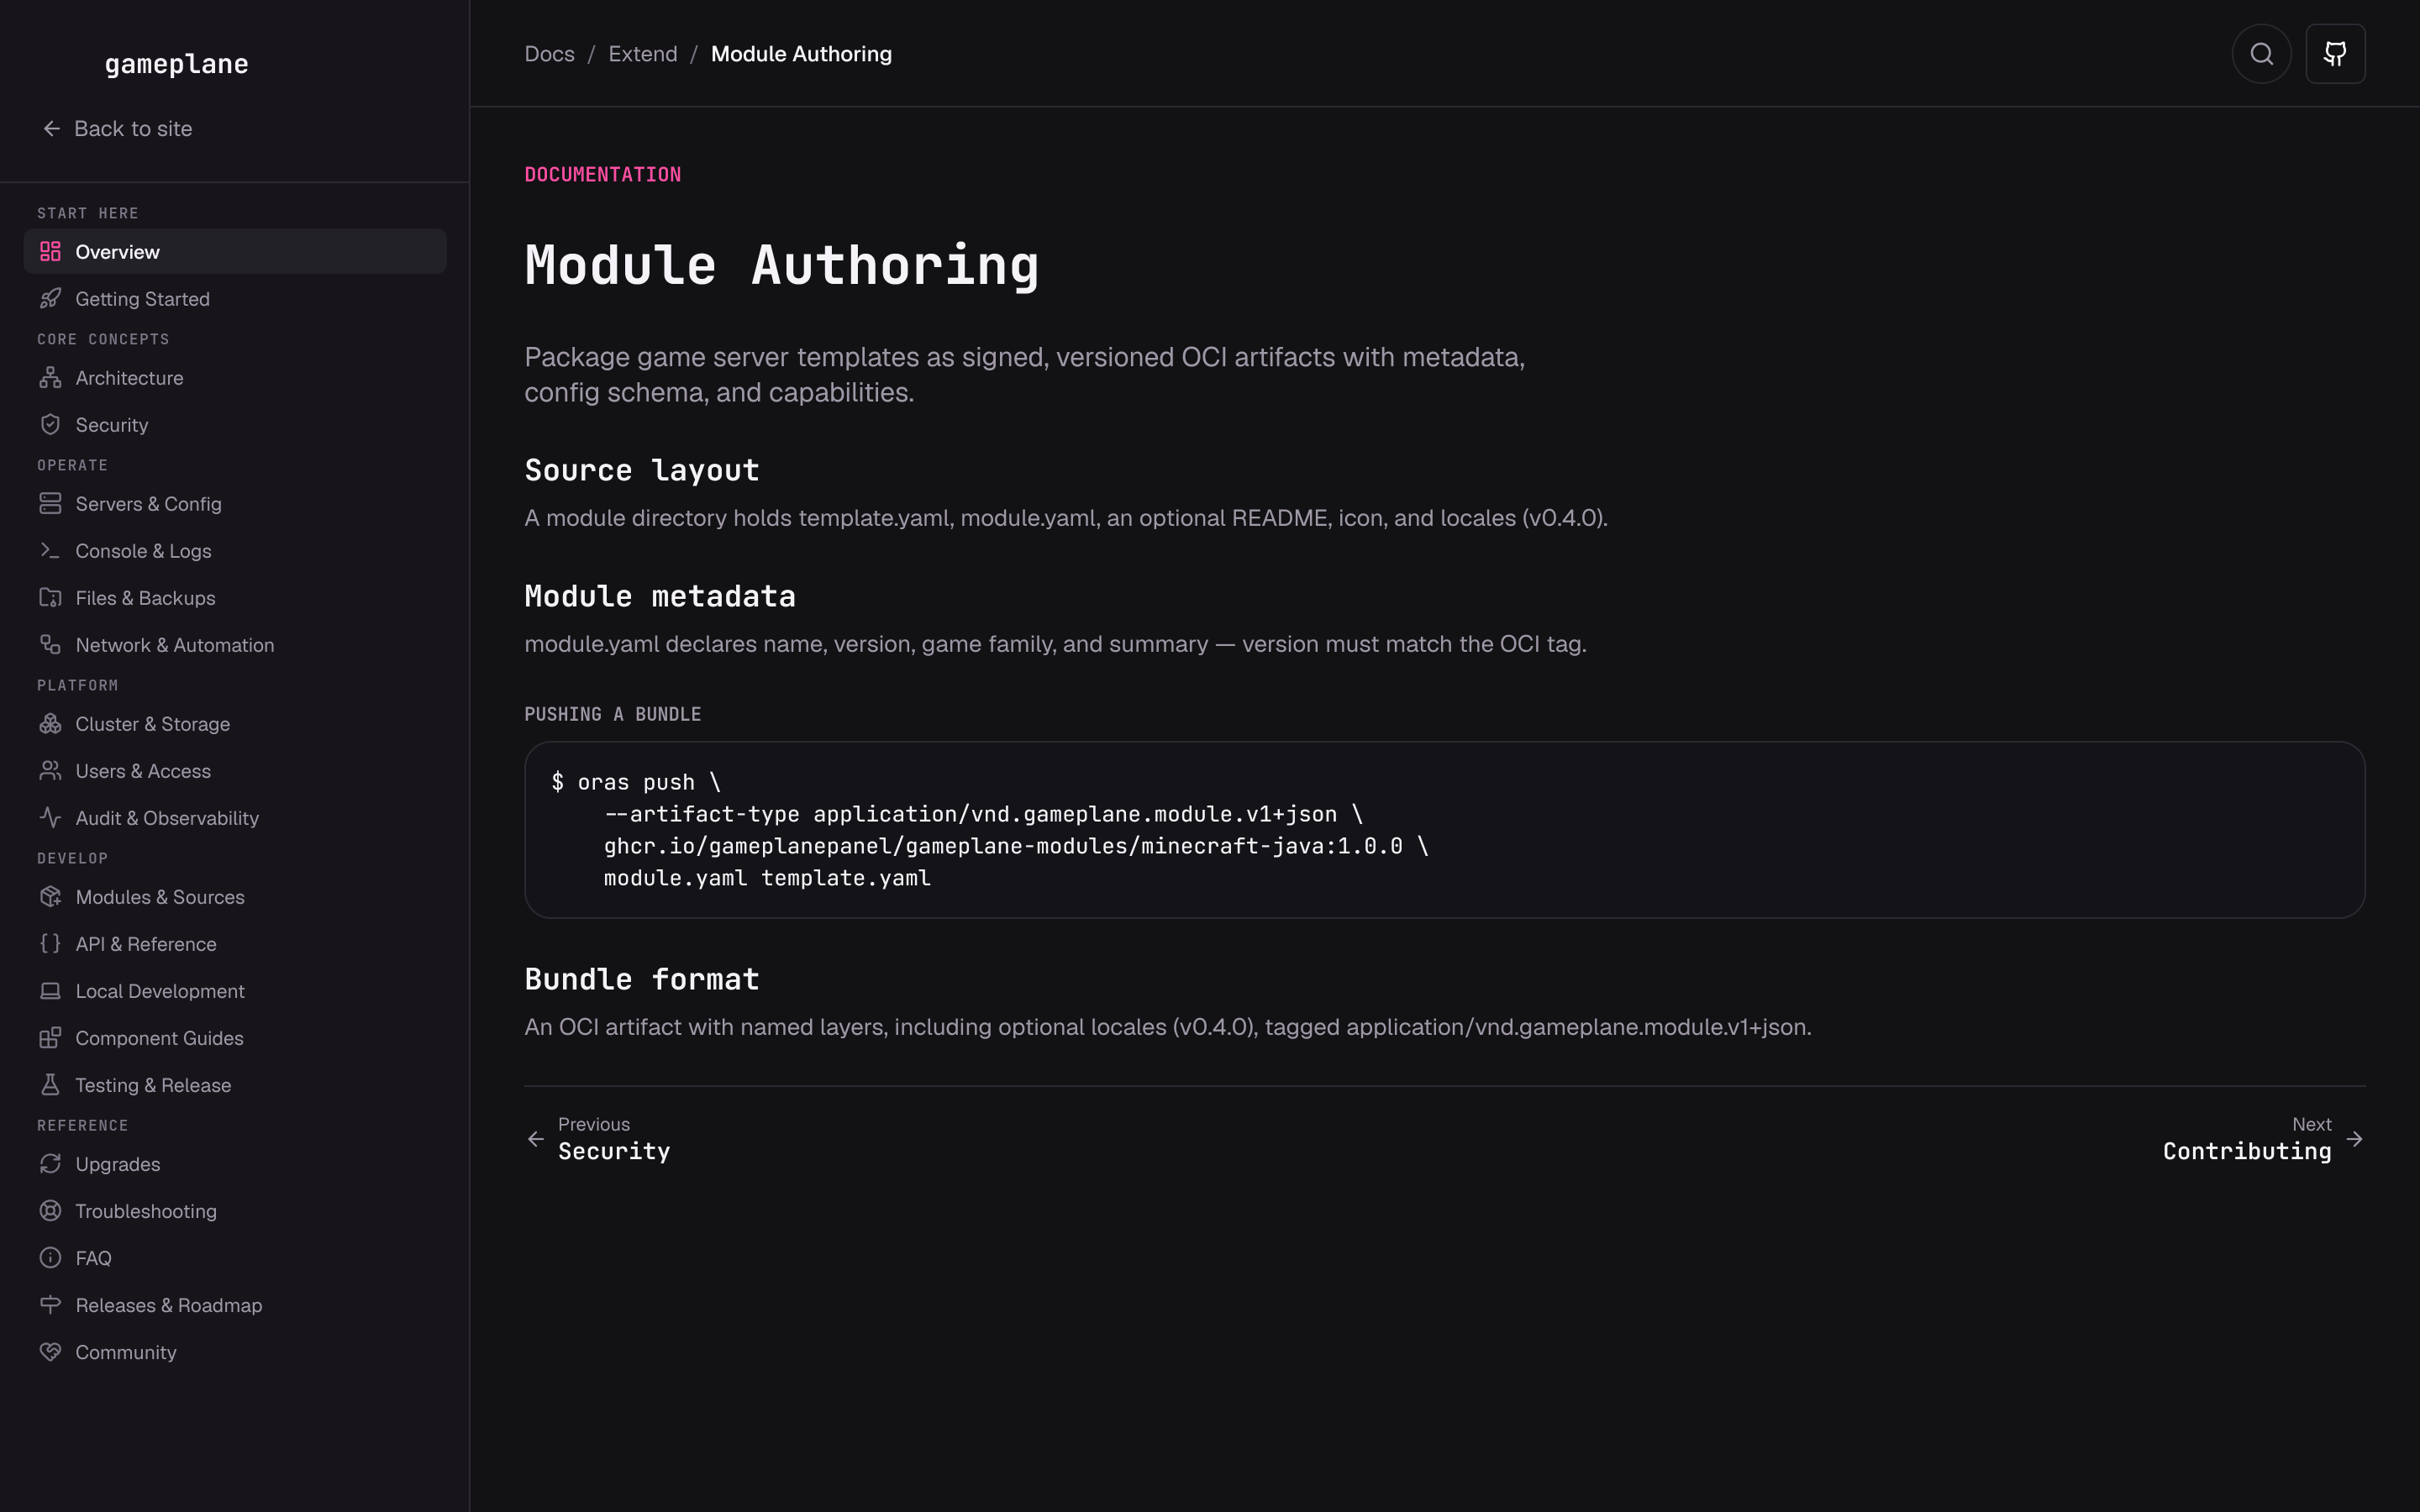 gameplane
Back to site
START HERE
Overview
Getting Started
CORE CONCEPTS
Architecture
Security
OPERATE
Servers & Config
Console & Logs
Files & Backups
Network & Automation
PLATFORM
Cluster & Storage
Users & Access
Audit & Observability
DEVELOP
Modules & Sources
API & Reference
Local Development
Component Guides
Testing & Release
REFERENCE
Upgrades
Troubleshooting
FAQ
Releases & Roadmap
Community
Docs / Extend / Module Authoring
DOCUMENTATION
Module Authoring
Package game server templates as signed, versioned OCI artifacts with metadata,
config schema, and capabilities.
Source layout
A module directory holds template.yaml, module.yaml, an optional README, icon, and locales (v0.4.0).
Module metadata
module.yaml declares name, version, game family, and summary — version must match the OCI tag.
PUSHING A BUNDLE
$ oras push \
--artifact-type application/vnd.gameplane.module.v1+json \
ghcr.io/gameplanepanel/gameplane-modules/minecraft-java:1.0.0 \
module.yaml template.yaml
Bundle format
An OCI artifact with named layers, including optional locales (v0.4.0), tagged application/vnd.gameplane.module.v1+json.
Previous
Security
Next
Contributing